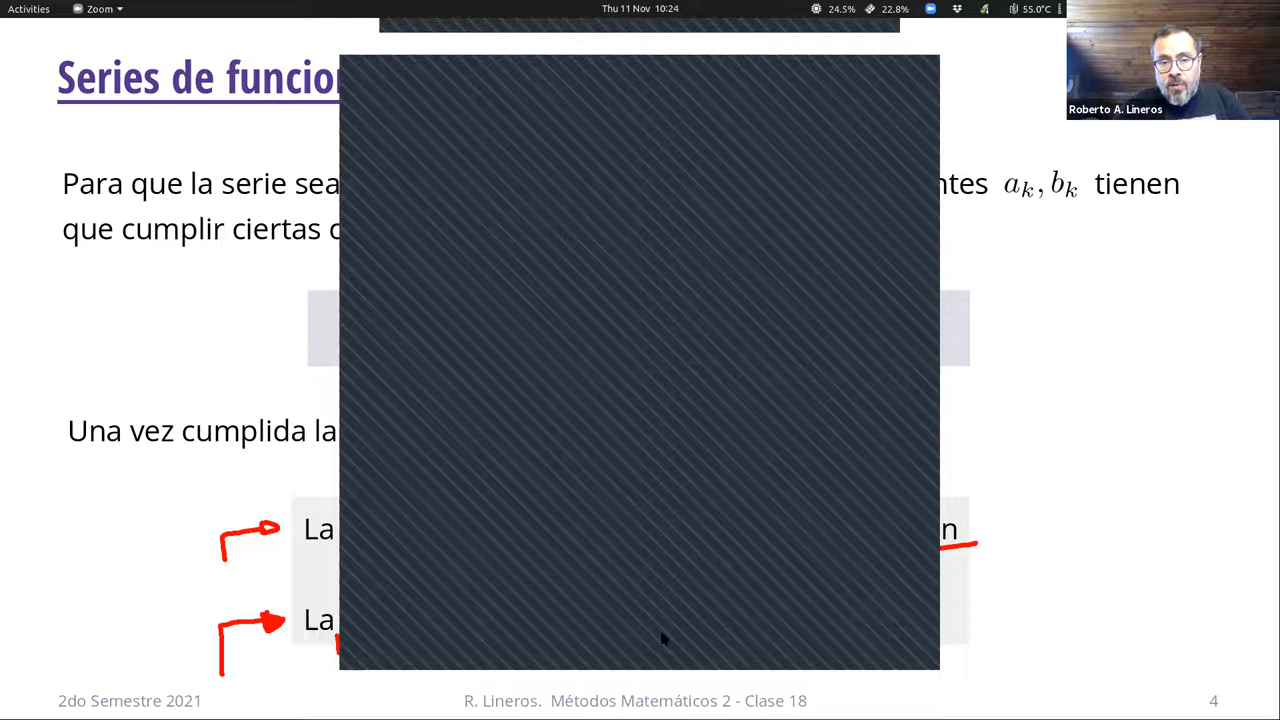 Activities Zoom Thu 11 Nov 10:24 24.5% 22.8% 55.0°C
Roberto A. Lineros
Series de
Para que la serie sea a_k, b_k tienen
que cumplir ciertas
Una vez cumplida la
La
La
2do Semestre 2021 R. Lineros. Métodos Matemáticos 2 - Clase 18 4